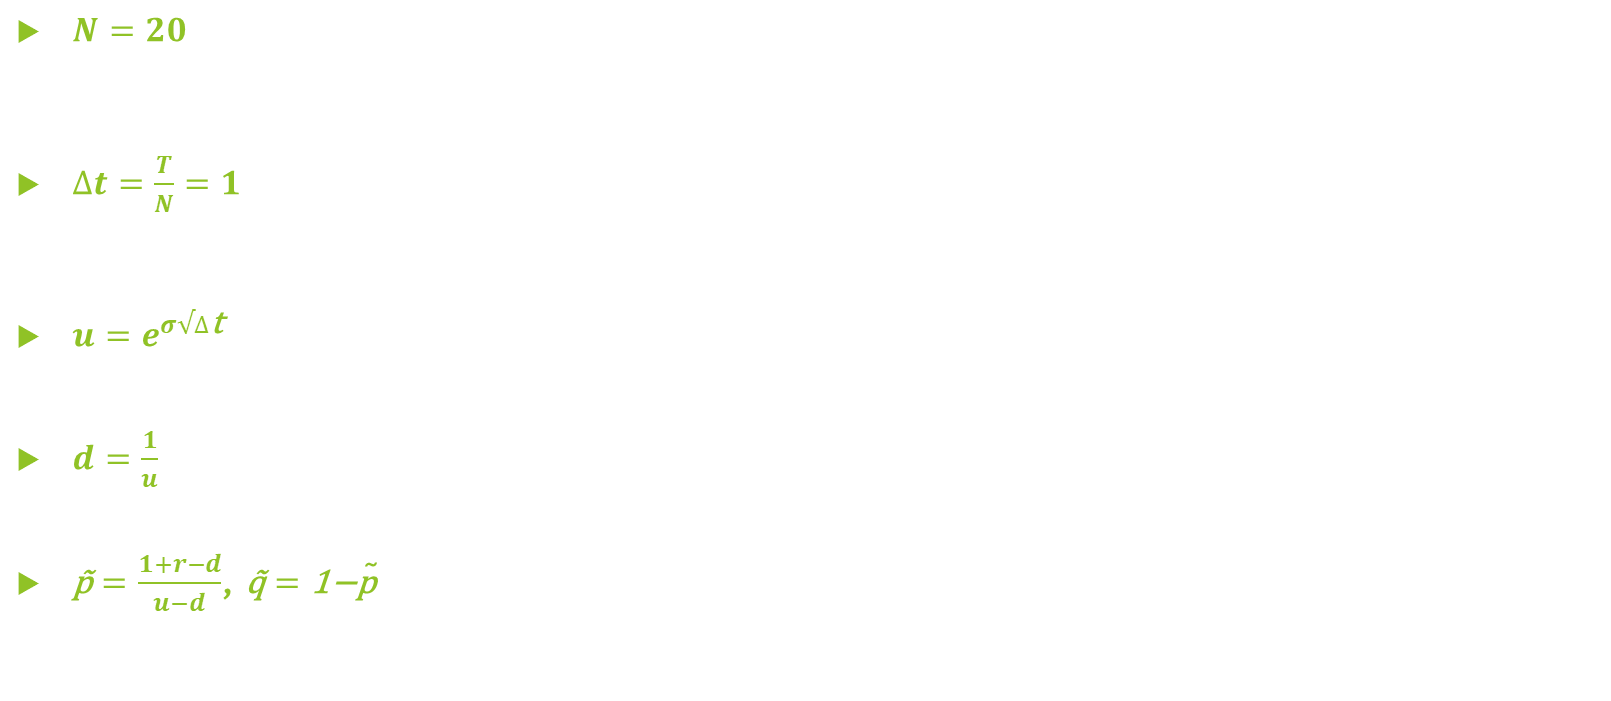 ▶ N = 20
▶ Δt = T/N = 1
▶ u = e^σ√Δt
▶ d = 1/u
▶ p̃ = (1+r−d)/(u−d), q̃ = 1−p̃